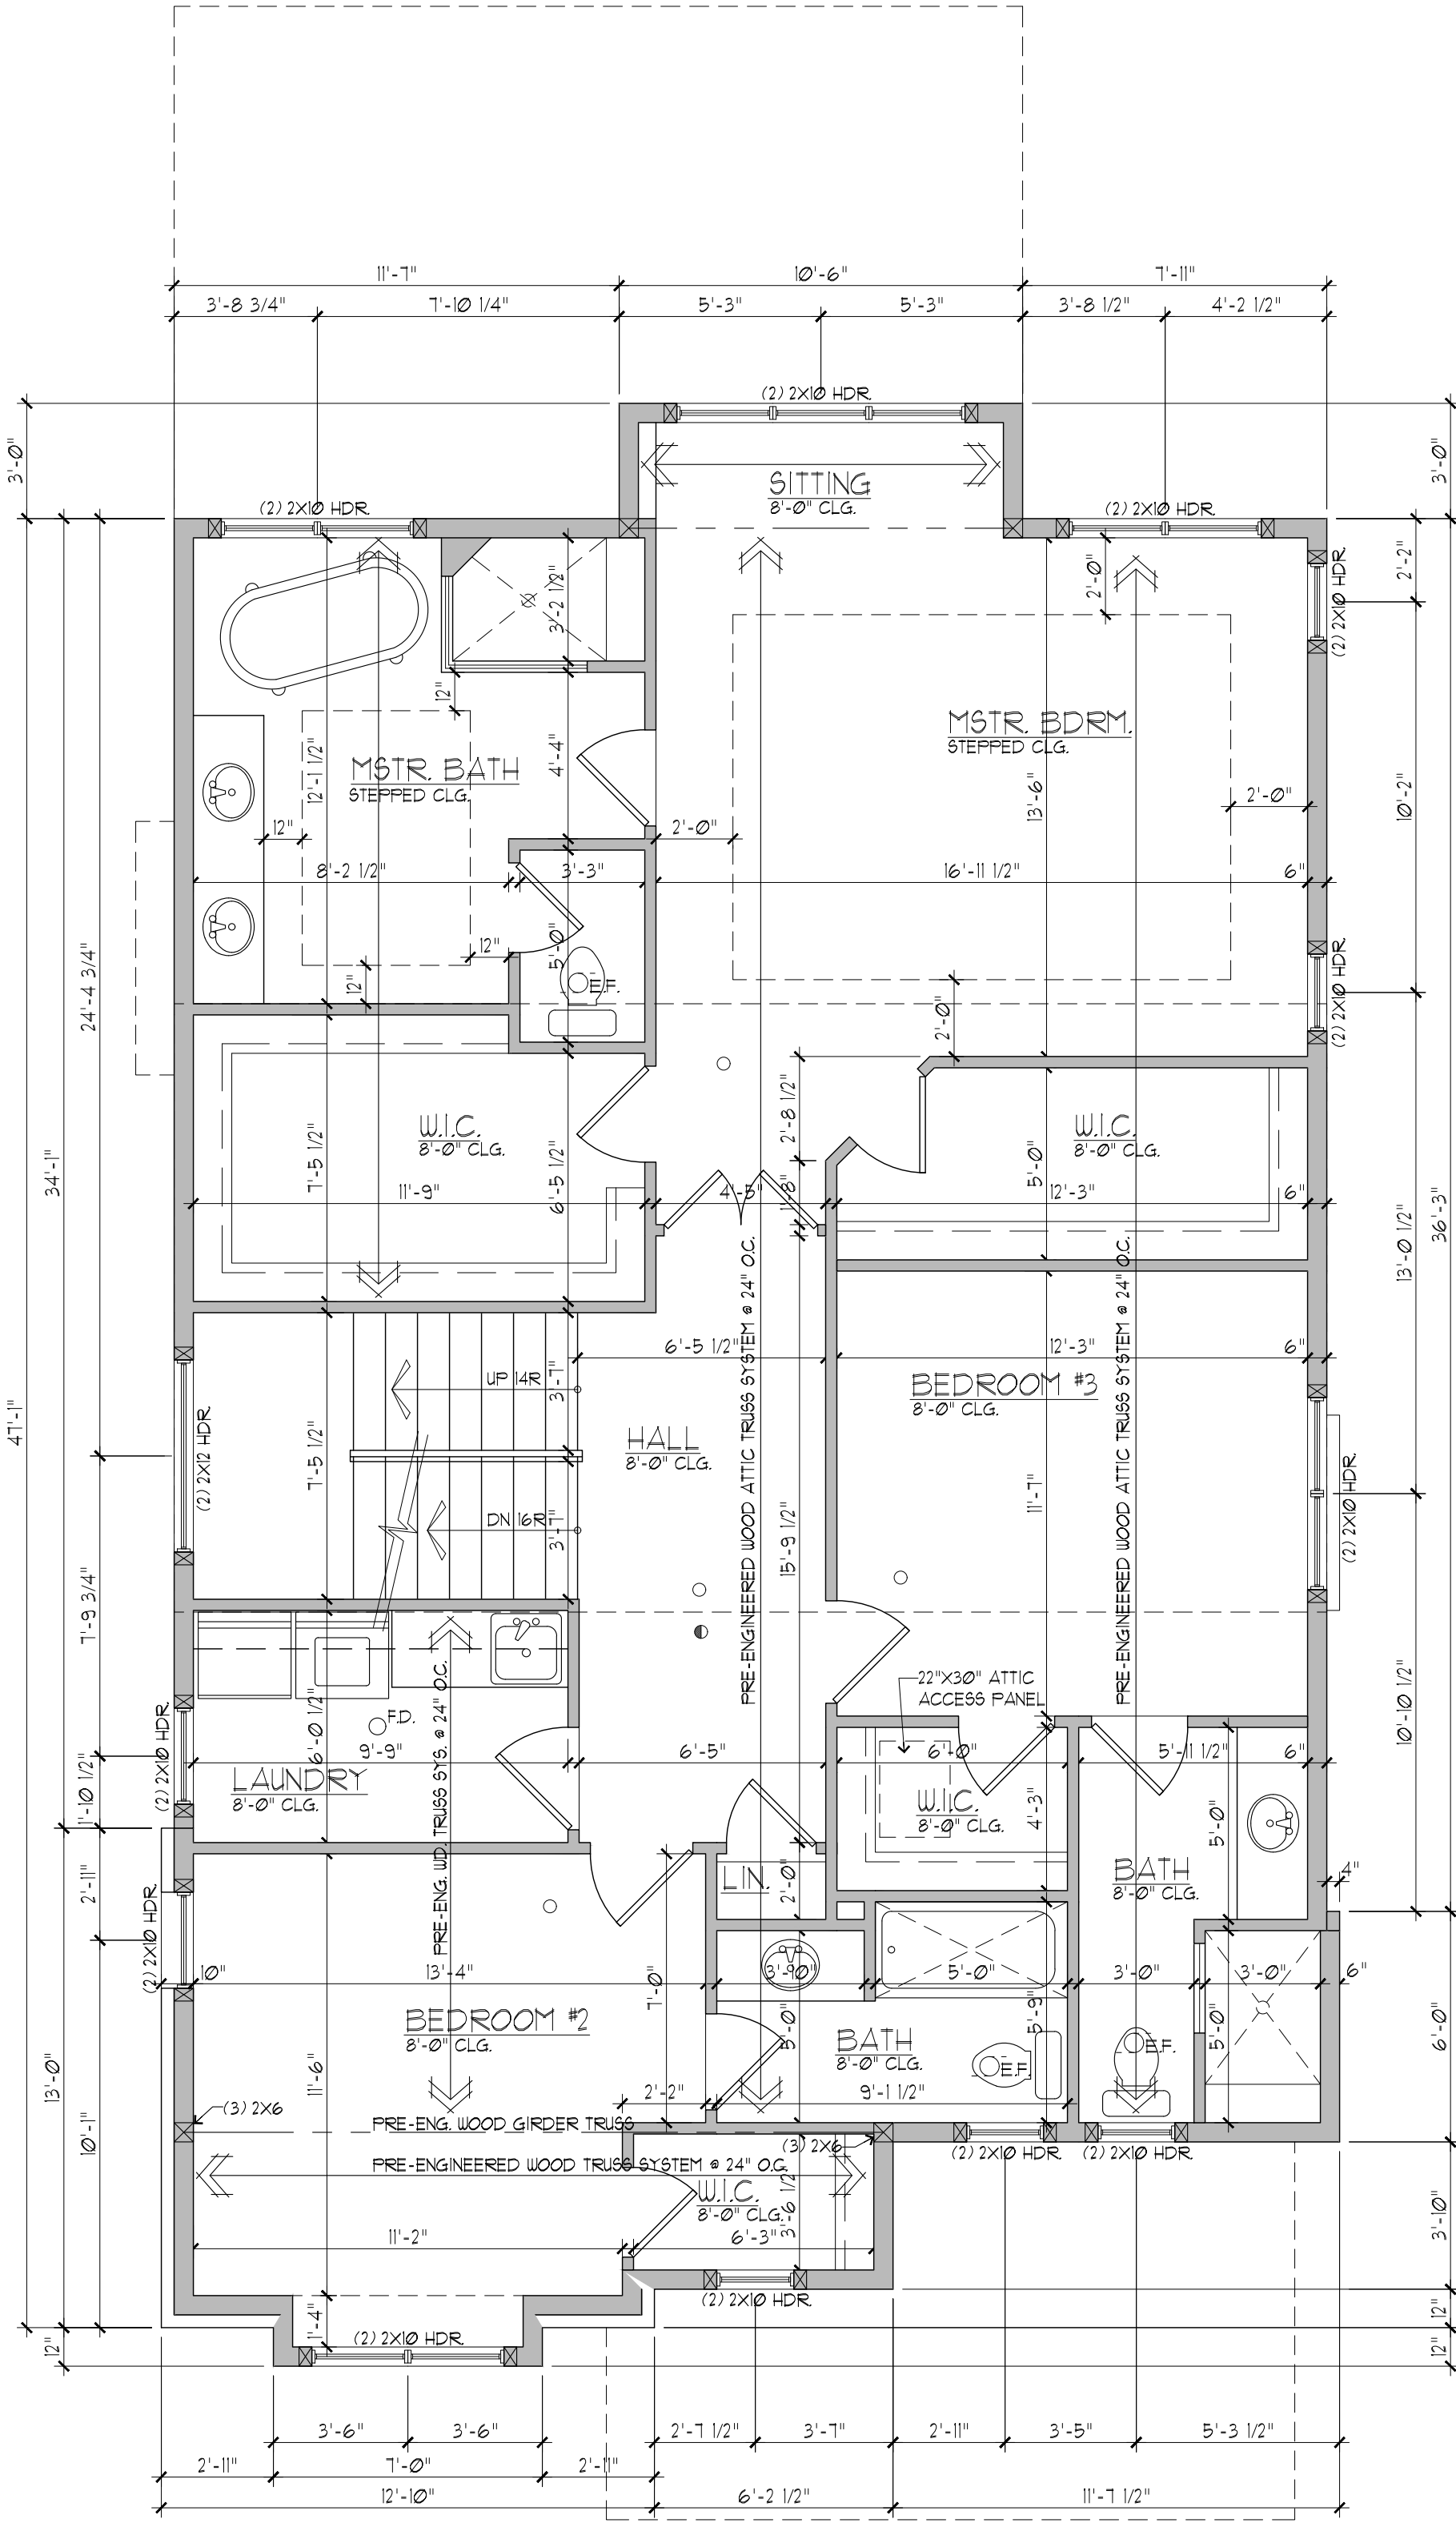 11'-7"
10'-6"
7'-11"
3'-8 3/4"
7'-10 1/4"
5'-3"
5'-3"
3'-8 1/2"
4'-2 1/2"
(2) 2X10 HDR.
3'-0"
3'-0"
SITTING
8'-0" CLG.
(2) 2X10 HDR.
(2) 2X10 HDR.
2'-2"
(2) 2X10 HDR.
2'-0"
3'-2 1/2"
12"
MSTR. BDRM.
STEPPED CLG.
4'-4"
12'-1 1/2"
MSTR. BATH
STEPPED CLG.
13'-6"
2'-0"
10'-2"
12"
2'-0"
8'-2 1/2"
3'-3"
16'-11 1/2"
6"
12"
5'-0"
E.F.
12"
24'-4 3/4"
2'-0"
(2) 2X10 HDR.
2'-8 1/2"
W.I.C.
8'-0" CLG.
W.I.C.
8'-0" CLG.
34'-1"
7'-5 1/2"
6'-5 1/2"
5'-0"
11'-9"
4'-5"
1'-8"
12'-3"
6"
36'-3"
13'-0 1/2"
PRE-ENGINEERED WOOD ATTIC TRUSS SYSTEM @ 24" O.C.
PRE-ENGINEERED WOOD ATTIC TRUSS SYSTEM @ 24" O.C.
6'-5 1/2"
12'-3"
6"
UP 14R
3'-7"
BEDROOM #3
8'-0" CLG.
47'-1"
(2) 2X12 HDR.
7'-5 1/2"
HALL
8'-0" CLG.
11'-7"
(2) 2X10 HDR.
DN 16R
3'-7"
15'-9 1/2"
7'-9 3/4"
22"X30" ATTIC
ACCESS PANEL
10'-10 1/2"
F.D.
6'-0 1/2"
9'-9"
6'-5"
6'-0"
5'-11 1/2"
6"
(2) 2X10 HDR.
1'-10 1/2"
LAUNDRY
8'-0" CLG.
PRE-ENG. WD. TRUSS SYS. @ 24" O.C.
W.I.C.
8'-0" CLG.
4'-3"
5'-0"
BATH
8'-0" CLG.
4"
2'-11"
LIN.
2'-0"
(2) 2X10 HDR.
10"
13'-4"
7'-0"
3'-10"
5'-0"
3'-0"
3'-0"
6"
BEDROOM #2
8'-0" CLG.
5'-0"
BATH
8'-0" CLG.
5'-9"
E.F.
E.F.
5'-0"
6'-0"
13'-0"
10'-1"
11'-6"
2'-2"
9'-1 1/2"
(3) 2X6
PRE-ENG. WOOD GIRDER TRUSS
(3) 2X6
(2) 2X10 HDR.
(2) 2X10 HDR.
PRE-ENGINEERED WOOD TRUSS SYSTEM @ 24" O.C.
W.I.C.
8'-0" CLG.
3'-6 1/2"
3'-10"
11'-2"
6'-3"
(2) 2X10 HDR.
12"
1'-4"
(2) 2X10 HDR.
12"
12"
3'-6"
3'-6"
2'-7 1/2"
3'-7"
2'-11"
3'-5"
5'-3 1/2"
2'-11"
7'-0"
2'-11"
12'-10"
6'-2 1/2"
11'-7 1/2"